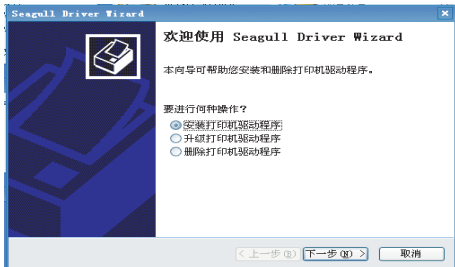 Seagull Driver Wizard
欢迎使用 Seagull Driver Wizard
本向导可帮助您安装和删除打印机驱动程序。
要进行何种操作?
安装打印机驱动程序
升级打印机驱动程序
删除打印机驱动程序
< 上一步(B) 下一步(N) > 取消